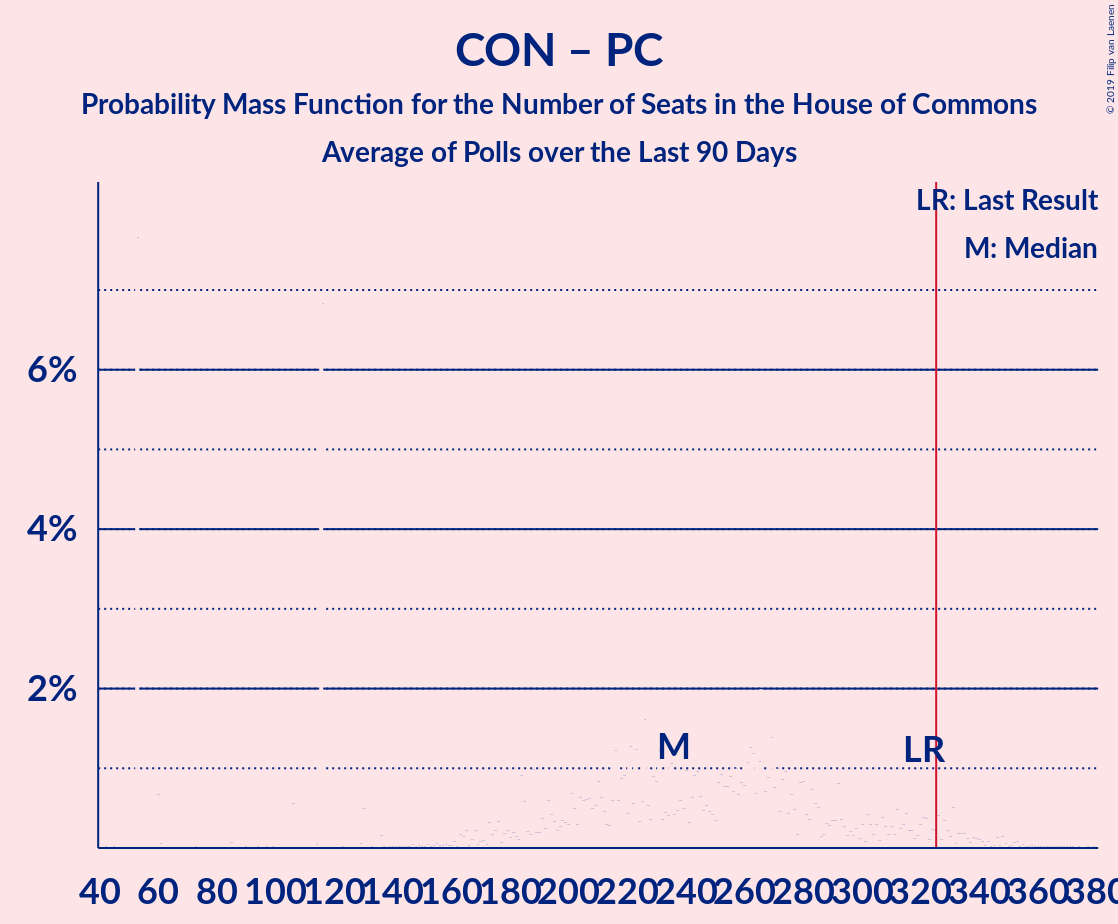 CON – PC
Probability Mass Function for the Number of Seats in the House of Commons
Average of Polls over the Last 90 Days
© 2019 Filip van Laenen
LR: Last Result
M: Median
6%
4%
2%
M
LR
40 60 80 100 120 140 160 180 200 220 240 260 280 300 320 340 360 380